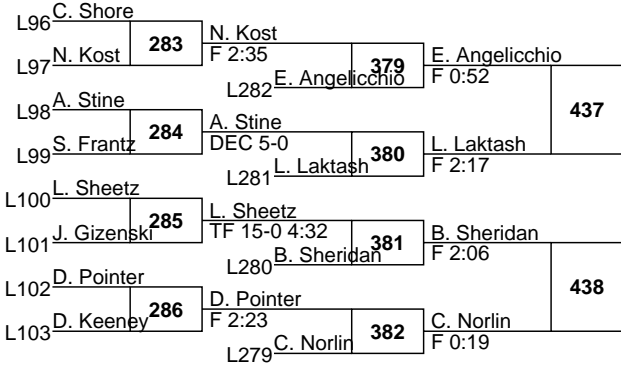 L96 C. Shore
283
N. Kost
F 2:35
L97 N. Kost
379
E. Angelicchio
F 0:52
L282 E. Angelicchio
L98 A. Stine
437
284
A. Stine
DEC 5-0
L99 S. Frantz
380
L. Laktash
F 2:17
L281 L. Laktash
L100 L. Sheetz
285
L. Sheetz
TF 15-0 4:32
L101 J. Gizenski
381
B. Sheridan
F 2:06
L280 B. Sheridan
L102 D. Pointer
438
286
D. Pointer
F 2:23
L103 D. Keeney
382
C. Norlin
F 0:19
L279 C. Norlin